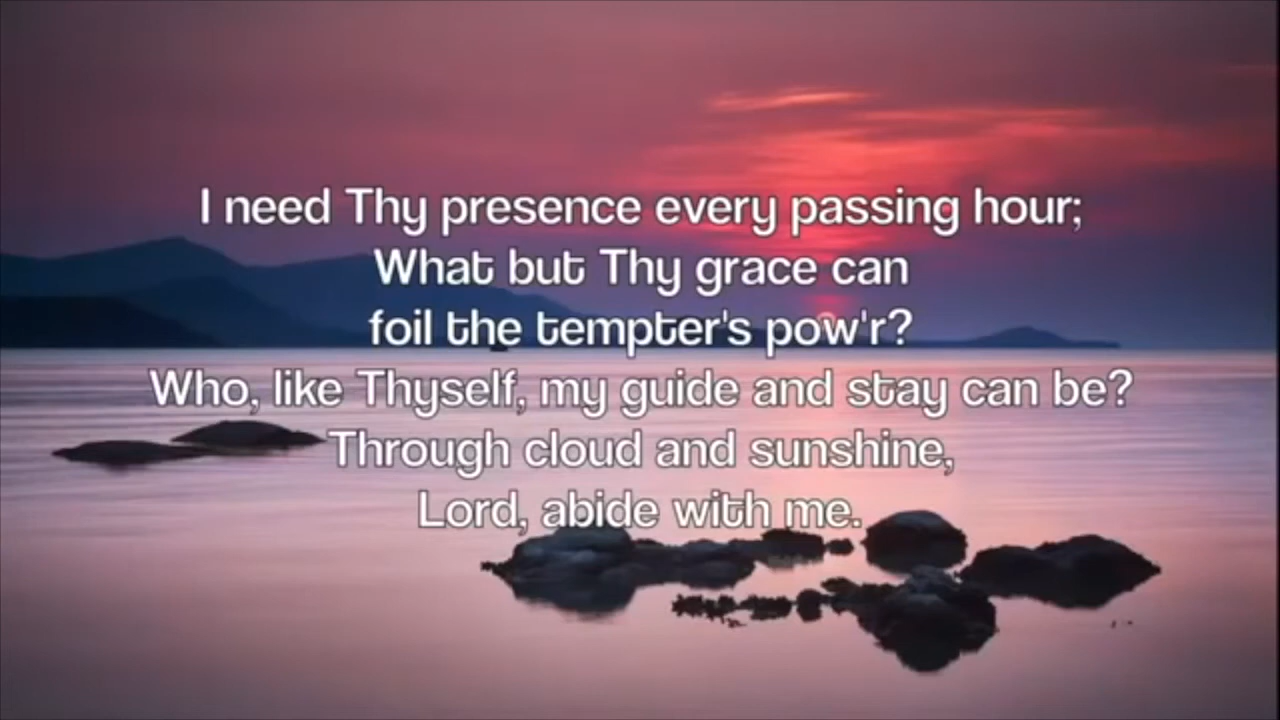 I need Thy presence every passing hour;
What but Thy grace can
foil the tempter's pow'r?
Who, like Thyself, my guide and stay can be?
Through cloud and sunshine,
Lord, abide with me.